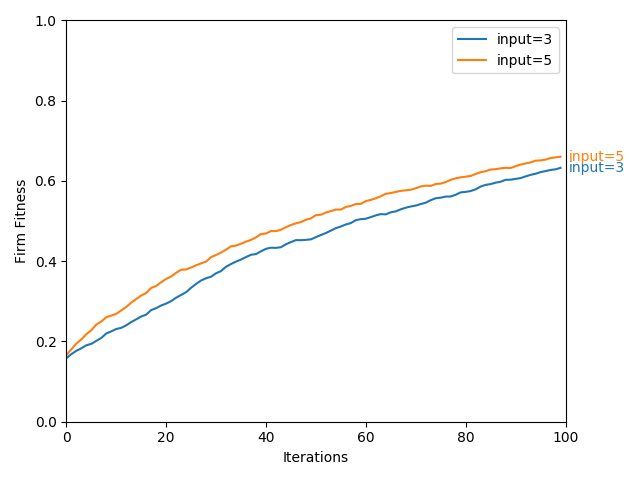 1.0
0.8
0.6
0.4
0.2
0.0
Firm Fitness
0 20 40 60 80 100
Iterations
input=3
input=5
input=5
input=3